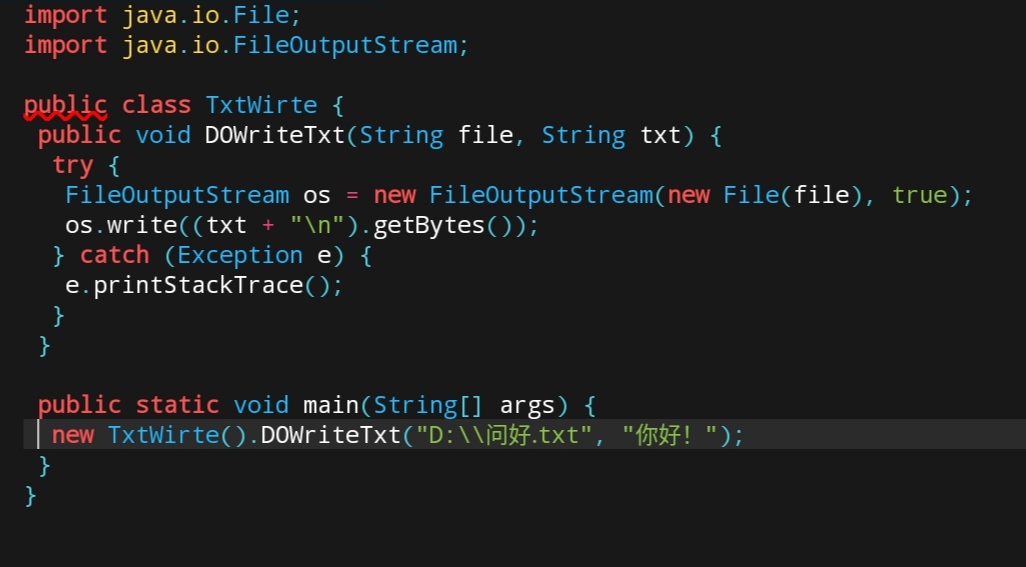 import java.io.File;
import java.io.FileOutputStream;
public class TxtWirte {
public void DOWriteTxt(String file, String txt) {
try {
FileOutputStream os = new FileOutputStream(new File(file), true);
os.write((txt + "\n").getBytes());
} catch (Exception e) {
e.printStackTrace();
}
}
public static void main(String[] args) {
new TxtWirte().DOWriteTxt("D:\\问好.txt", "你好！");
}
}